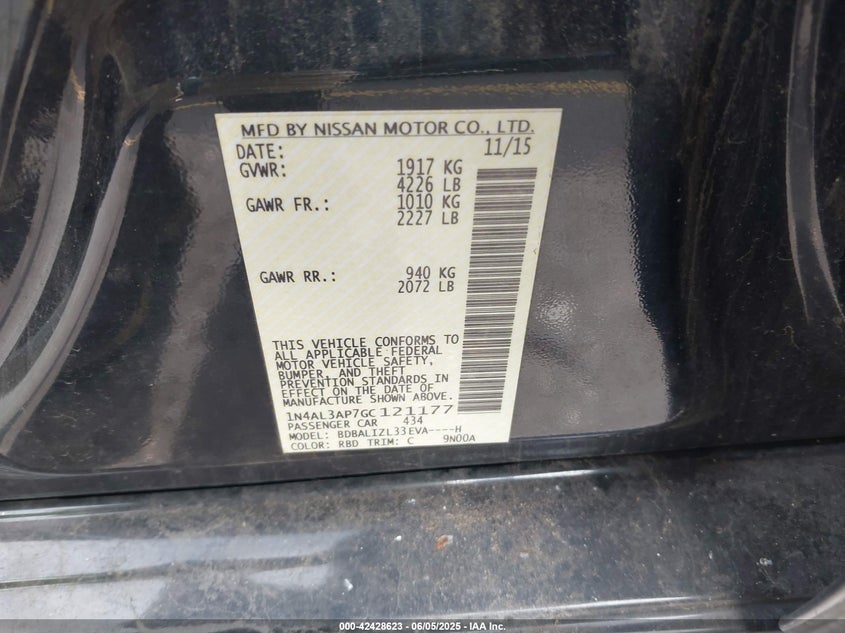 MFD BY NISSAN MOTOR CO., LTD.
DATE: 11/15
GVWR: 1917 KG
4226 LB
GAWR FR.: 1010 KG
2227 LB
GAWR RR.: 940 KG
2072 LB
THIS VEHICLE CONFORMS TO
ALL APPLICABLE FEDERAL
MOTOR VEHICLE SAFETY,
BUMPER, AND THEFT
PREVENTION STANDARDS IN
EFFECT ON THE DATE OF
MANUFACTURE SHOWN ABOVE.
1N4AL3AP7GC121177
PASSENGER CAR 434
MODEL: BDBALIZL33EVA----H
COLOR: RBD TRIM: C 9N00A
000-42428623 - 06/05/2025 - IAA Inc.